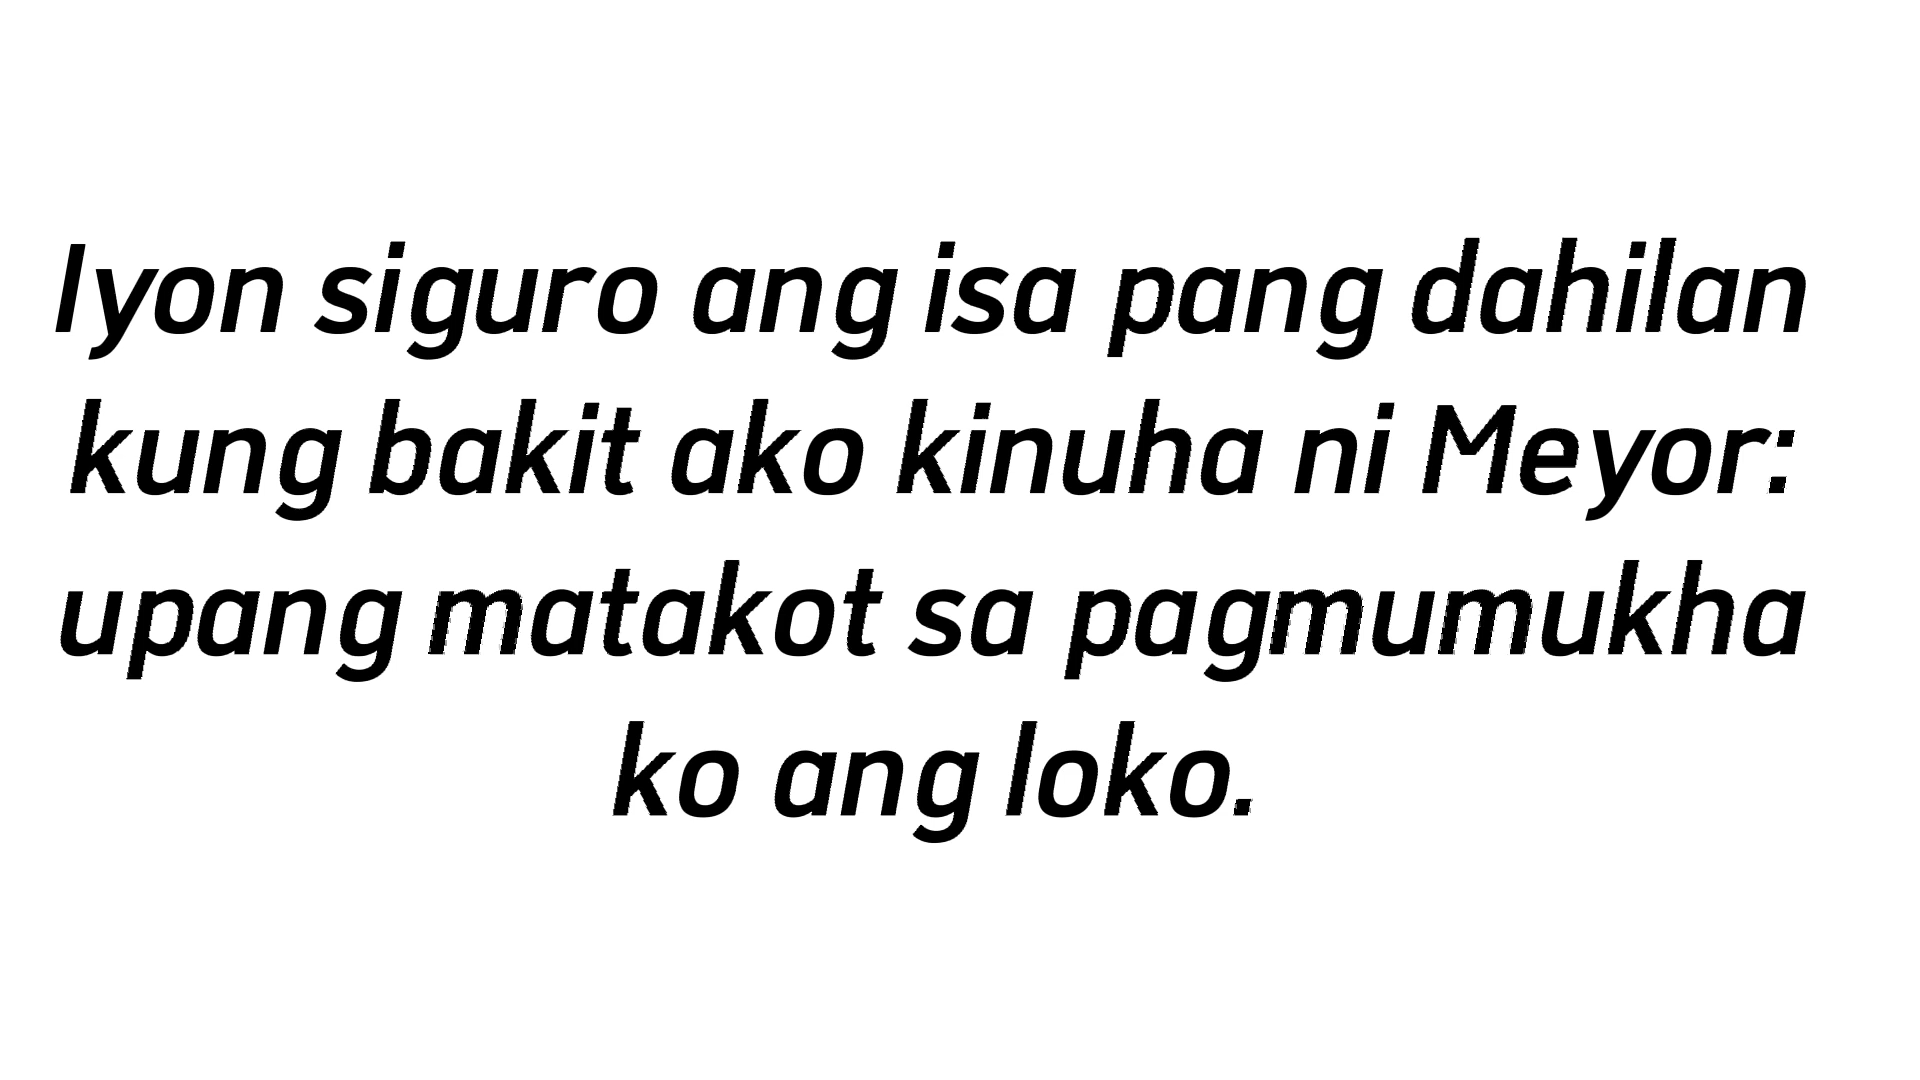 Iyon siguro ang isa pang dahilan
kung bakit ako kinuha ni Meyor:
upang matakot sa pagmumukha
ko ang loko.